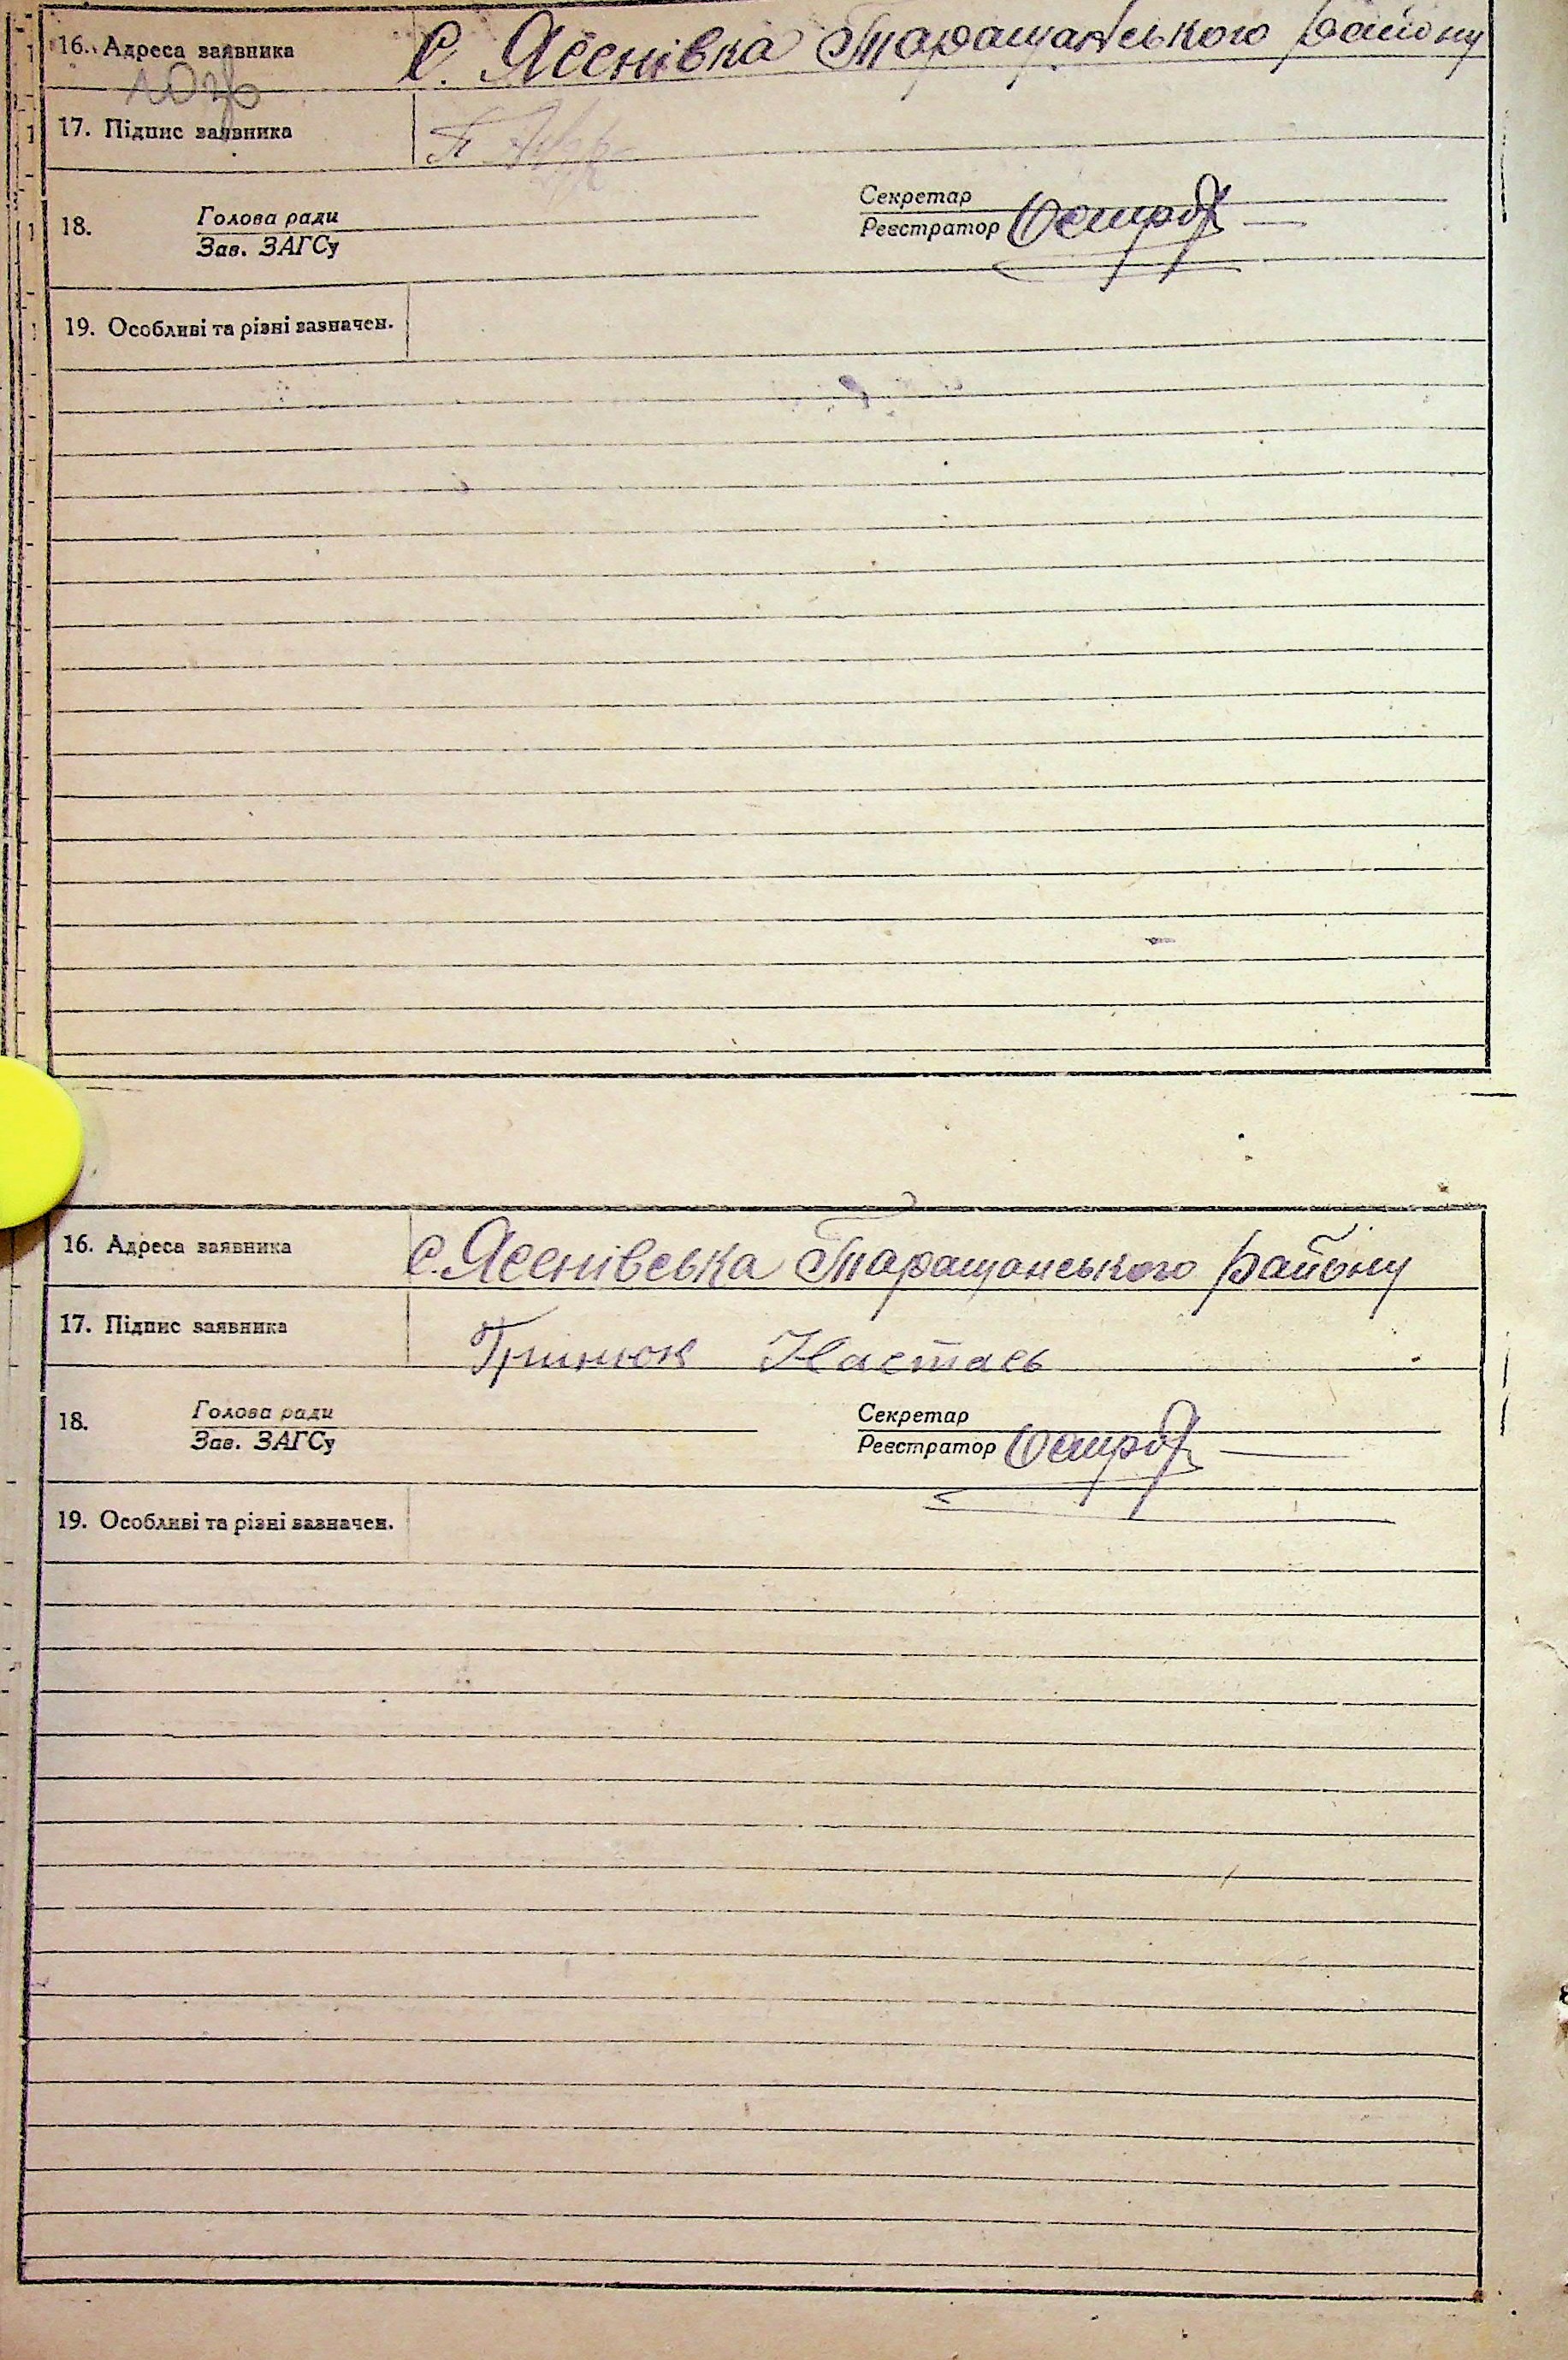 16. Адреса заявника с. Ясенівка Таращанського району
17. Підпис заявника
Секретар
18. Голова ради
Реєстратор
Зав. ЗАГСу
19. Особливі та різні зазначен.
16. Адреса заявника с. Ясенівська Таращанського району
17. Підпис заявника Гринюк Настась
Секретар
18. Голова ради
Реєстратор
Зав. ЗАГСу
19. Особливі та різні зазначен.